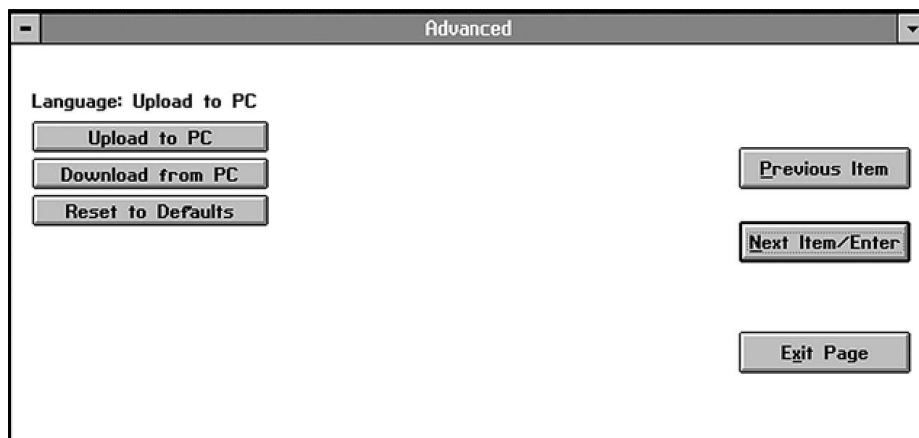 Advanced
Language: Upload to PC
Upload to PC
Download from PC
Reset to Defaults
Previous Item
Next Item/Enter
Exit Page